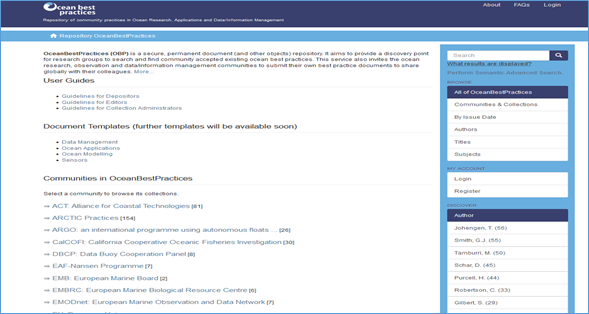 Ocean best practices
Repository of community practices in Ocean Research, Applications and Data/Information Management
About FAQs Login
Repository OceanBestPractices
OceanBestPractices (OBP) is a secure, permanent document (and other objects) repository. It aims to provide a discovery point
for research groups to search and find community accepted existing ocean best practices. This service also invites the ocean
research, observation and data/information management communities to submit their own best practice documents to share
globally with their colleagues. More...
User Guides
Guidelines for Depositors
Guidelines for Editors
Guidelines for Collection Administrators
Document Templates (further templates will be available soon)
Data Management
Ocean Applications
Ocean Modelling
Sensors
Communities in OceanBestPractices
Select a community to browse its collections.
⇨ ACT: Alliance for Coastal Technologies [81]
⇨ ARCTIC Practices [154]
⇨ ARGO: an international programme using autonomous floats ... [26]
⇨ CalCOFI: California Cooperative Oceanic Fisheries Investigation [30]
⇨ DBCP: Data Buoy Cooperation Panel [8]
⇨ EAF-Nansen Programme [7]
⇨ EMB: European Marine Board [2]
⇨ EMBRC: European Marine Biological Resource Centre [6]
⇨ EMODnet: European Marine Observation and Data Network [7]
Search
What results are displayed?
Perform Semantic Advanced Search.
BROWSE
All of OceanBestPractices
Communities & Collections
By Issue Date
Authors
Titles
Subjects
MY ACCOUNT
Login
Register
DISCOVER
Author
Johengen, T. (56)
Smith, G.J. (55)
Tamburri, M. (50)
Schar, D. (45)
Purcell, H. (44)
Robertson, C. (33)
Gilbert, S. (29)